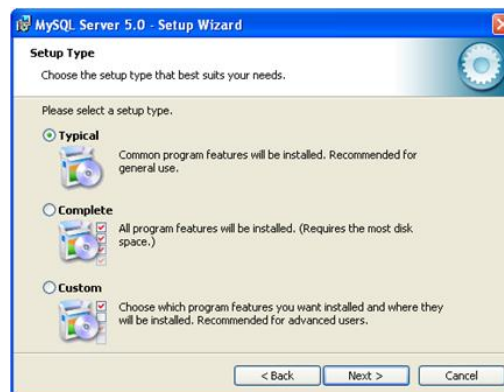 MySQL Server 5.0 - Setup Wizard
Setup Type
Choose the setup type that best suits your needs.
Please select a setup type.
Typical
Common program features will be installed. Recommended for
general use.
Complete
All program features will be installed. (Requires the most disk
space.)
Custom
Choose which program features you want installed and where they
will be installed. Recommended for advanced users.
< Back Next > Cancel